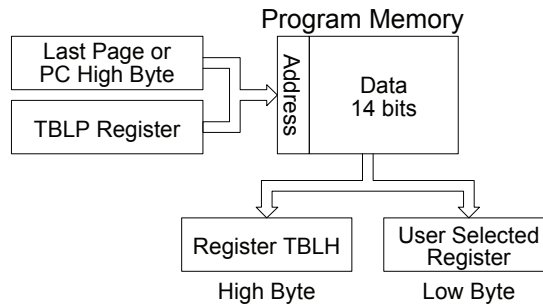 Program Memory
Last Page or
PC High Byte
TBLP Register
Address
Data
14 bits
Register TBLH
User Selected
Register
High Byte
Low Byte